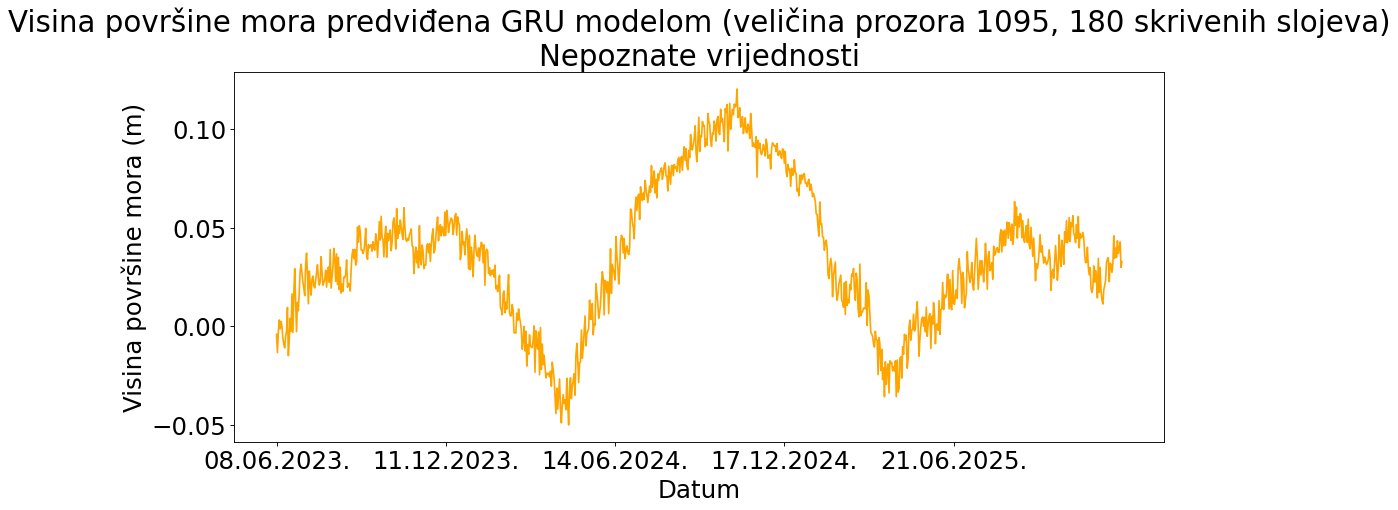 Visina površine mora predviđena GRU modelom (veličina prozora 1095, 180 skrivenih slojeva)
Nepoznate vrijednosti
Visina površine mora (m)
0.10
0.05
0.00
−0.05
08.06.2023. 11.12.2023. 14.06.2024. 17.12.2024. 21.06.2025.
Datum